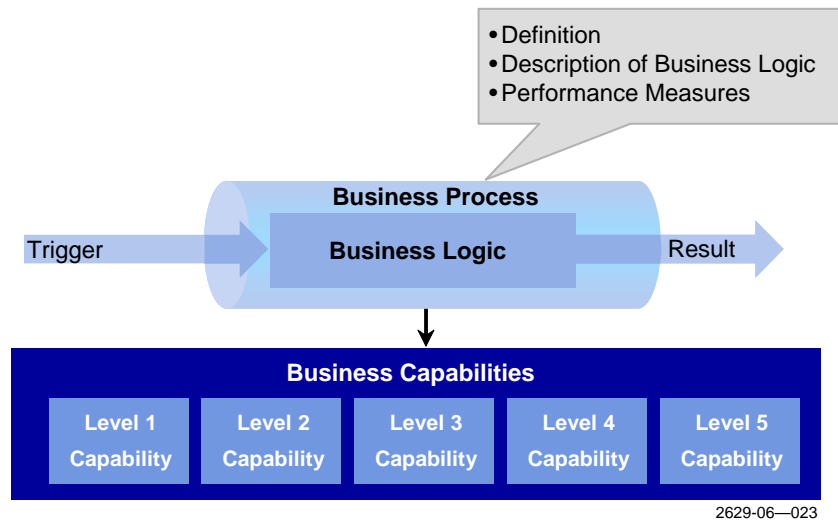 •Definition
•Description of Business Logic
•Performance Measures
Business Process
Trigger
Business Logic
Result
Business Capabilities
Level 1
Capability
Level 2
Capability
Level 3
Capability
Level 4
Capability
Level 5
Capability
2629-06—023